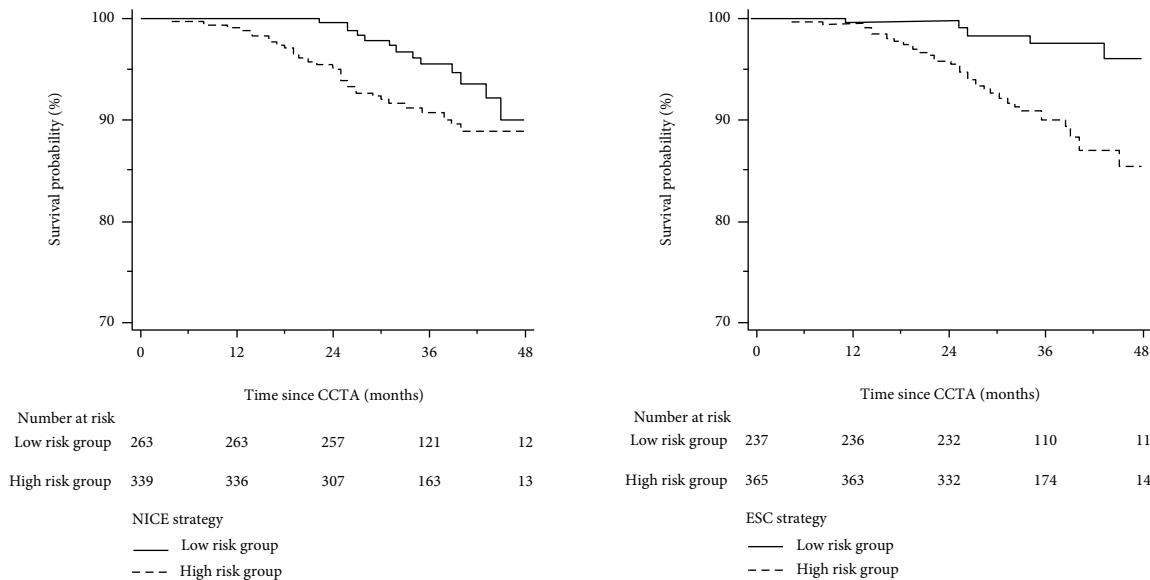 100
90
80
70
Survival probability (%)
0 12 24 36 48
Time since CCTA (months)
Number at risk
Low risk group 263 263 257 121 12
High risk group 339 336 307 163 13
NICE strategy
Low risk group
High risk group
100
90
80
70
Survival probability (%)
0 12 24 36 48
Time since CCTA (months)
Number at risk
Low risk group 237 236 232 110 11
High risk group 365 363 332 174 14
ESC strategy
Low risk group
High risk group